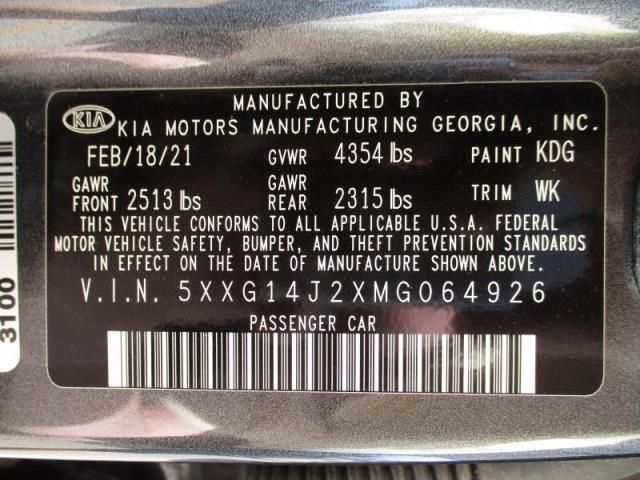 MANUFACTURED BY
KIA KIA MOTORS MANUFACTURING GEORGIA, INC.
FEB/18/21 GVWR 4354 lbs PAINT KDG
GAWR FRONT 2513 lbs GAWR REAR 2315 lbs TRIM WK
THIS VEHICLE CONFORMS TO ALL APPLICABLE U.S.A. FEDERAL
MOTOR VEHICLE SAFETY, BUMPER, AND THEFT PREVENTION STANDARDS
IN EFFECT ON THE DATE OF MANUFACTURE SHOWN ABOVE.
V.I.N. 5XXG14J2XMG064926
PASSENGER CAR
3100